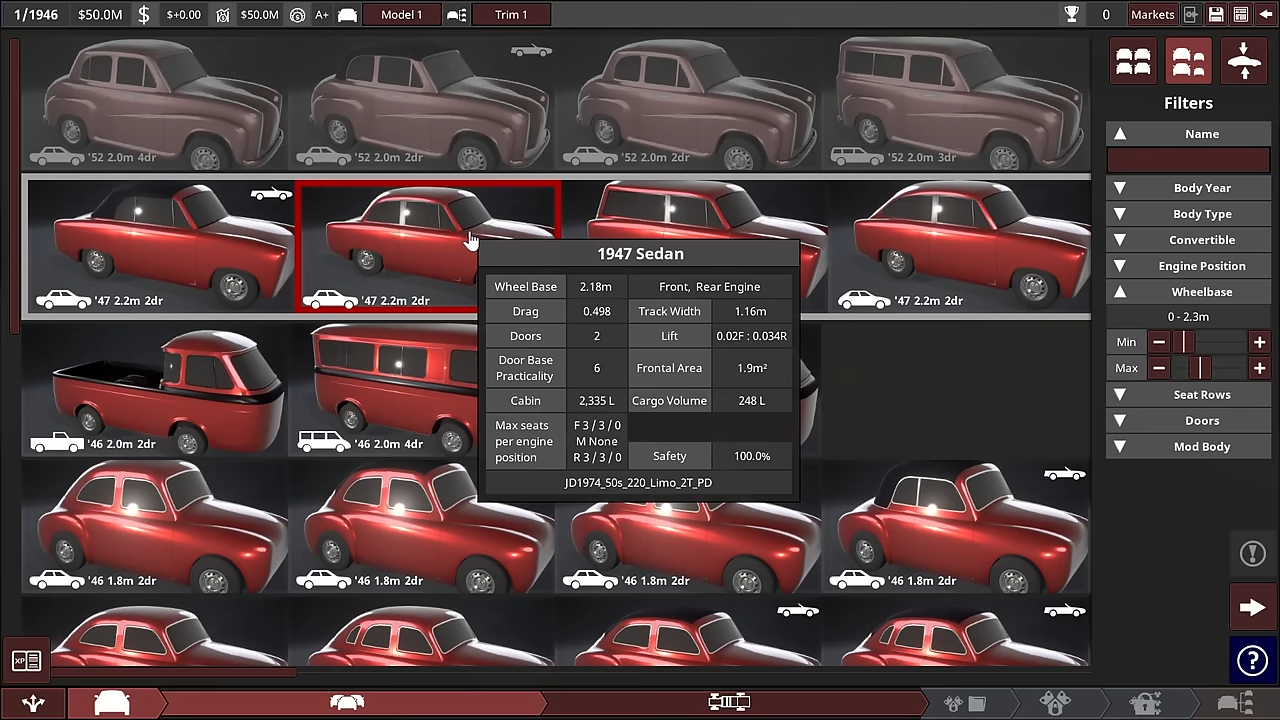 1/1946 $50.0M $ $+0.00 $50.0M A+ Model 1 Trim 1 0 Markets
'52 2.0m 4dr '52 2.0m 2dr '52 2.0m 2dr '52 2.0m 3dr
'47 2.2m 2dr '47 2.2m 2dr '47 2.2m 2dr
'46 2.0m 2dr '46 2.0m 4dr
'46 1.8m 2dr '46 1.8m 2dr '46 1.8m 2dr '46 1.8m 2dr
1947 Sedan
Wheel Base 2.18m Front, Rear Engine
Drag 0.498 Track Width 1.16m
Doors 2 Lift 0.02F : 0.034R
Door Base
Practicality 6 Frontal Area 1.9m²
Cabin 2,335 L Cargo Volume 248 L
Max seats
per engine
position
F 3 / 3 / 0
M None
R 3 / 3 / 0
Safety 100.0%
JD1974_50s_220_Limo_2T_PD
Filters
Name
Body Year
Body Type
Convertible
Engine Position
Wheelbase
0 - 2.3m
Min
Max
Seat Rows
Doors
Mod Body
XP
?